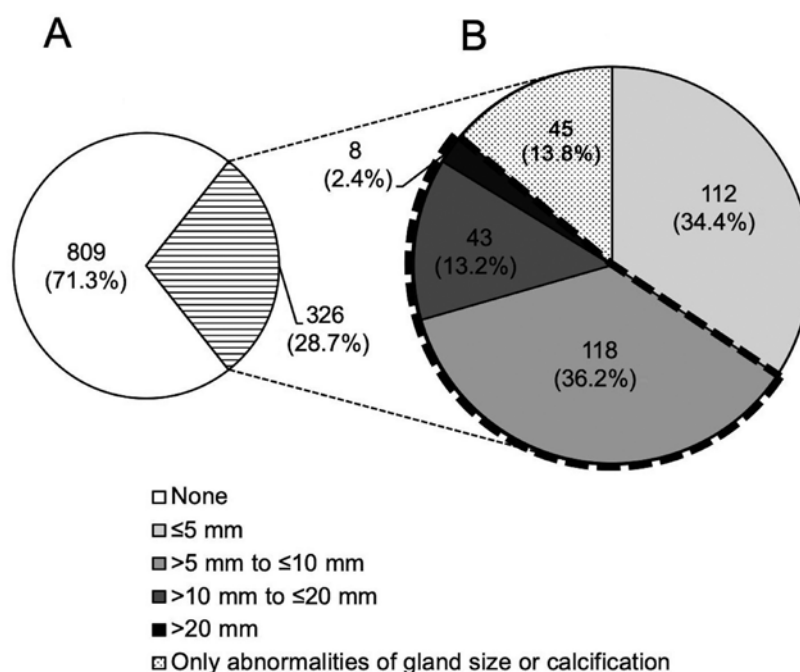 A
B
809
(71.3%)
326
(28.7%)
8
(2.4%)
45
(13.8%)
112
(34.4%)
43
(13.2%)
118
(36.2%)
None
≤5 mm
>5 mm to ≤10 mm
>10 mm to ≤20 mm
>20 mm
Only abnormalities of gland size or calcification